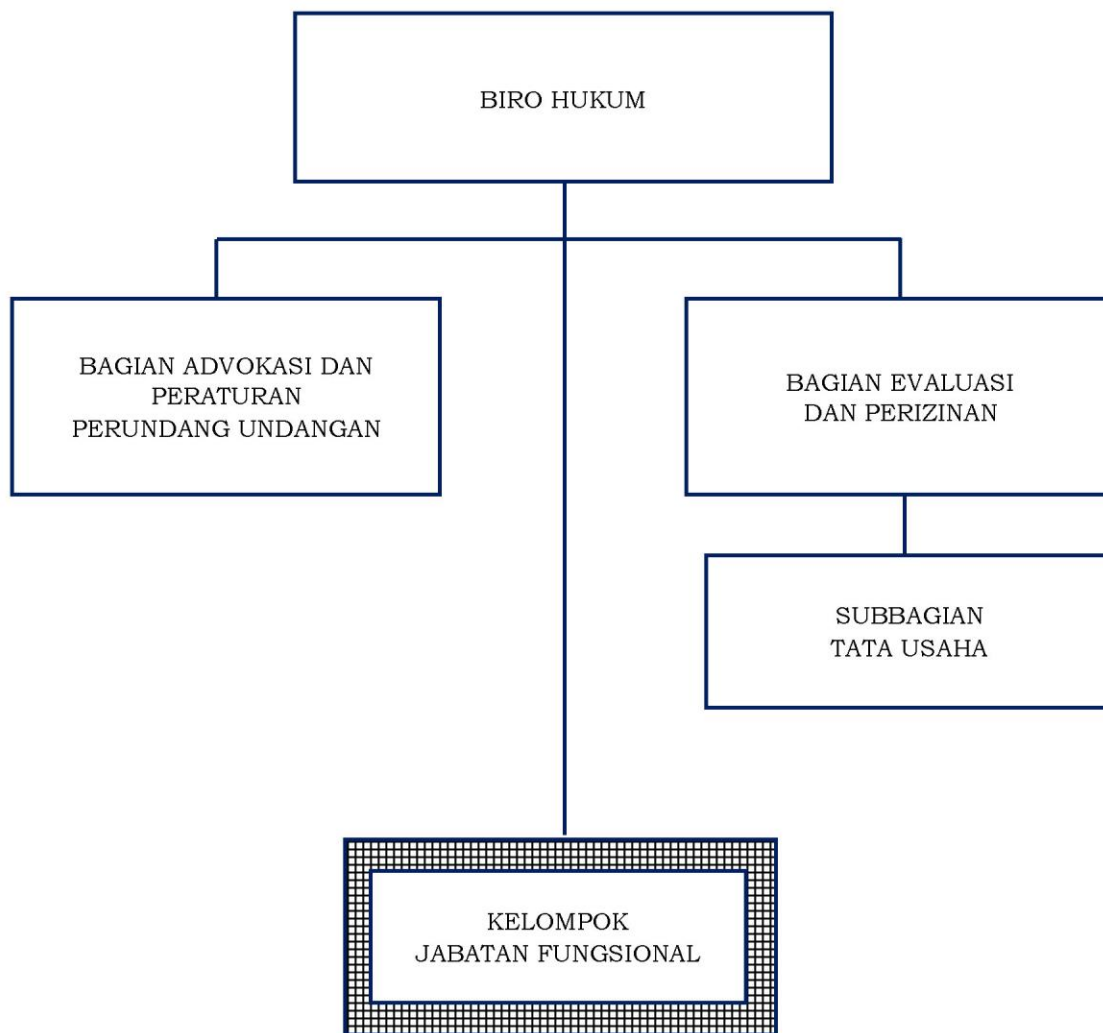 BIRO HUKUM
BAGIAN ADVOKASI DAN
PERATURAN
PERUNDANG UNDANGAN
BAGIAN EVALUASI
DAN PERIZINAN
SUBBAGIAN
TATA USAHA
KELOMPOK
JABATAN FUNGSIONAL